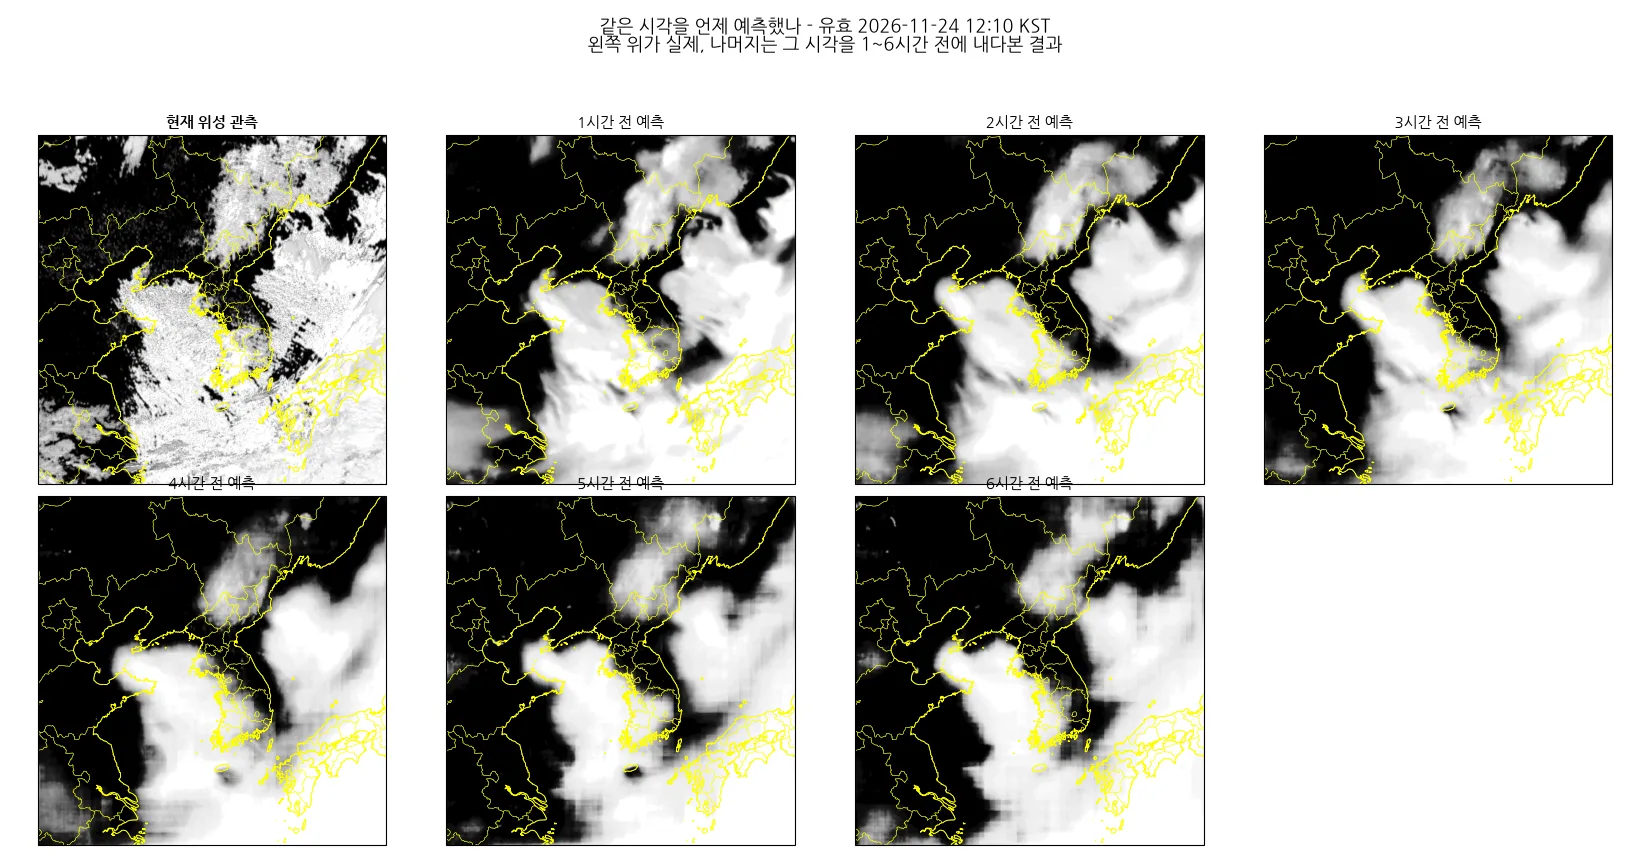 같은 시각을 언제 예측했나 - 유효 2026-11-24 12:10 KST
왼쪽 위가 실제, 나머지는 그 시각을 1~6시간 전에 내다본 결과
현재 위성 관측
1시간 전 예측
2시간 전 예측
3시간 전 예측
4시간 전 예측
5시간 전 예측
6시간 전 예측